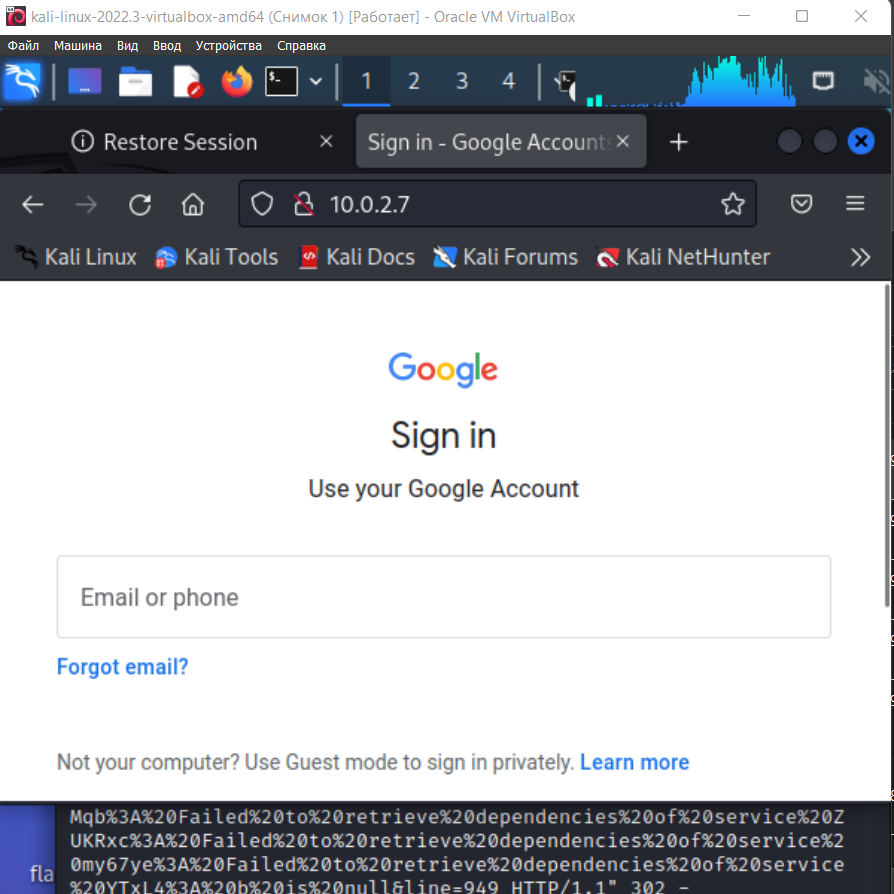 kali-linux-2022.3-virtualbox-amd64 (Снимок 1) [Работает] - Oracle VM VirtualBox
Файл Машина Вид Ввод Устройства Справка
1 2 3 4
Restore Session Sign in - Google Accounts
10.0.2.7
Kali Linux Kali Tools Kali Docs Kali Forums Kali NetHunter
Google
Sign in
Use your Google Account
Email or phone
Forgot email?
Not your computer? Use Guest mode to sign in privately. Learn more
Mqb%3A%20Failed%20to%20retrieve%20dependencies%20of%20service%20Z
UKRxc%3A%20Failed%20to%20retrieve%20dependencies%20of%20service%2
0my67ye%3A%20Failed%20to%20retrieve%20dependencies%20of%20service
fla
%20YTxL4%3A%20b%20is%20null&line=949 HTTP/1.1" 302 -